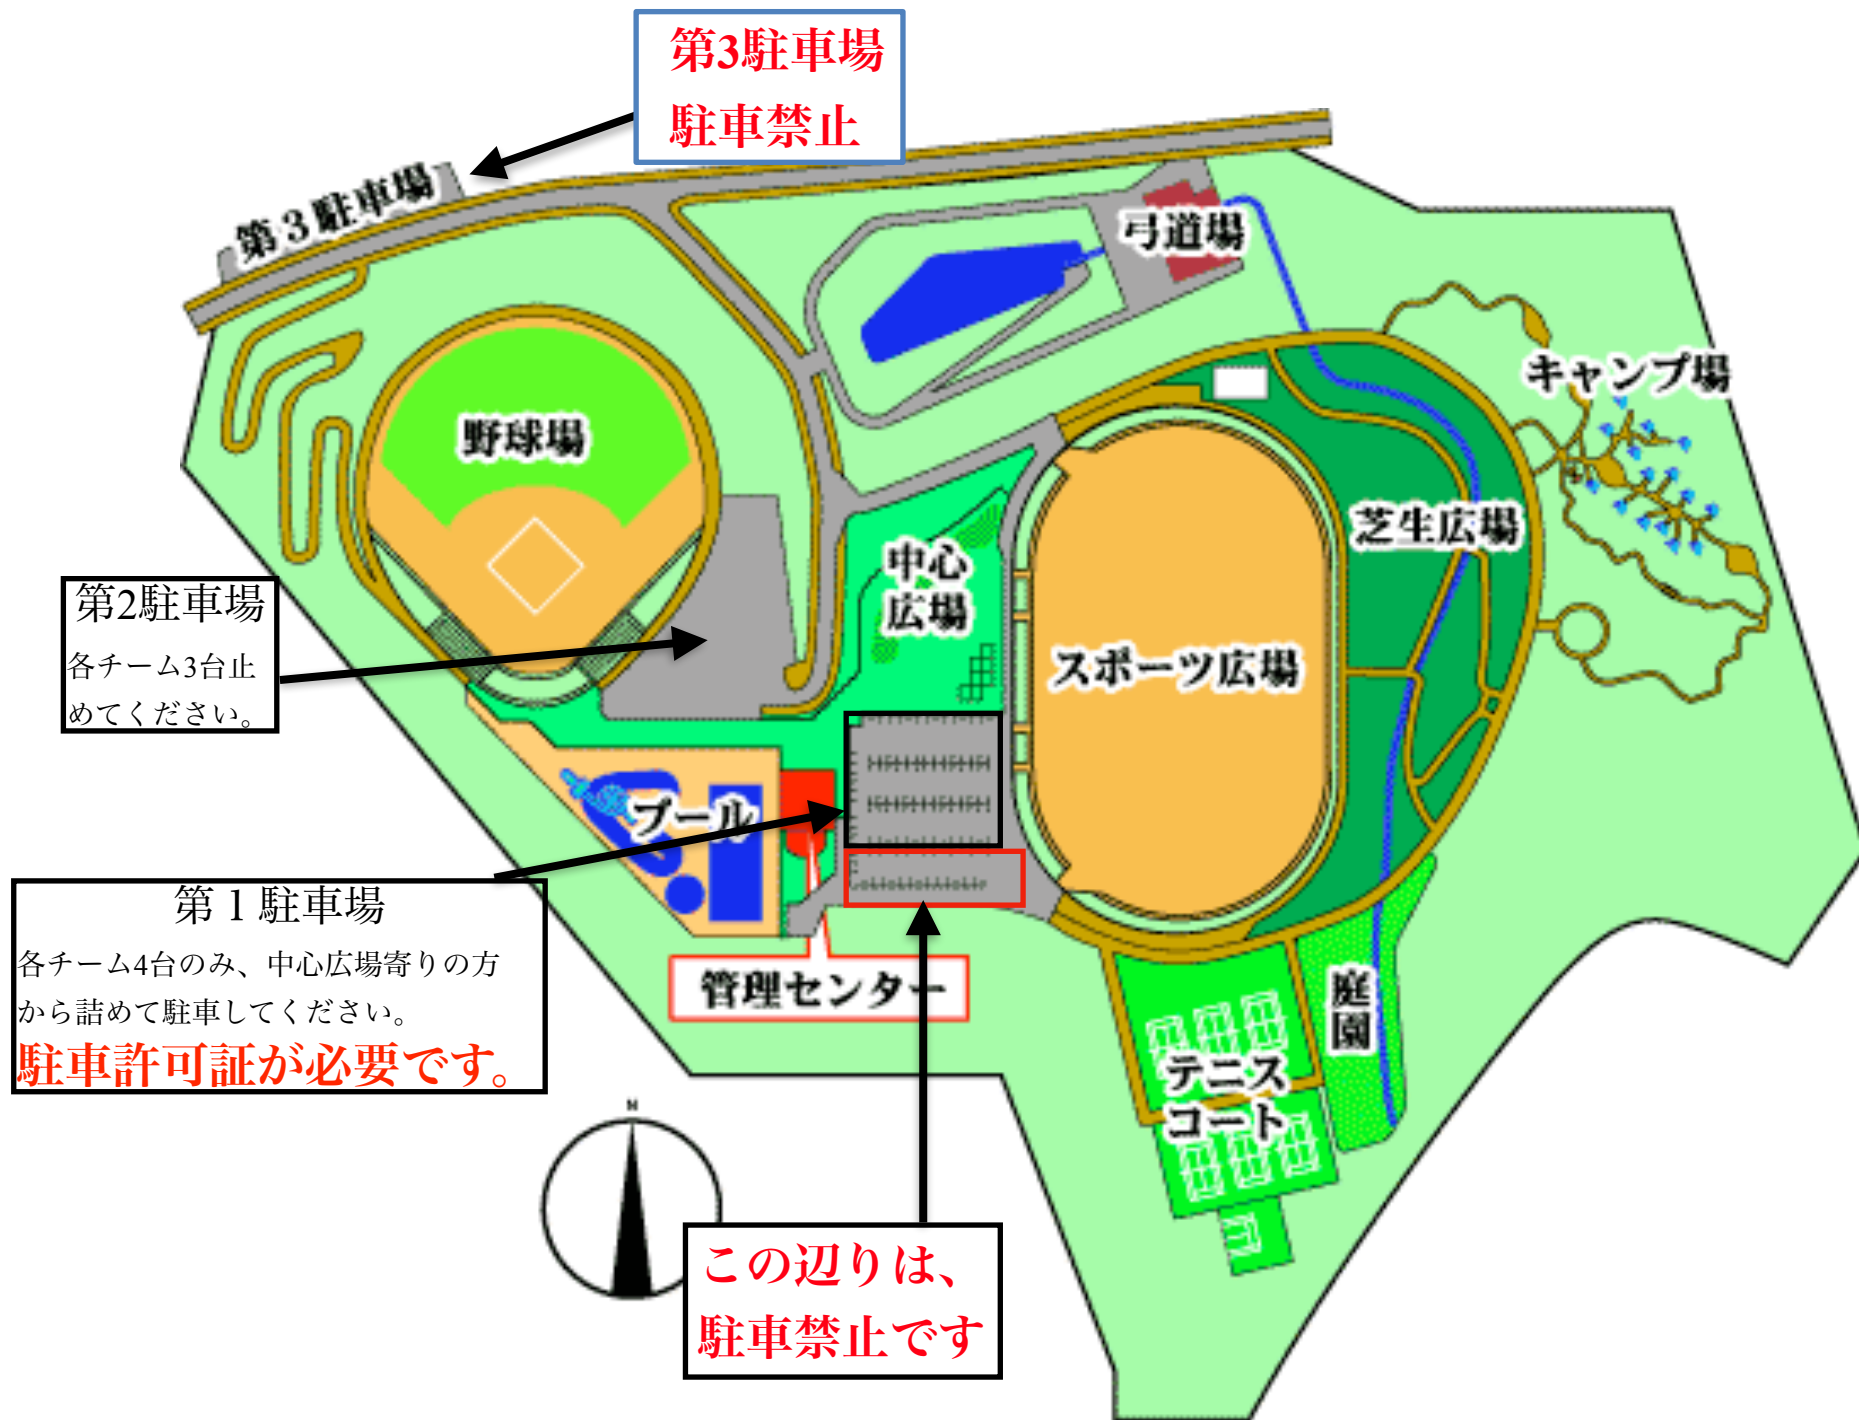 第3駐車場
駐車禁止
第３駐車場
弓道場
キャンプ場
野球場
芝生広場
中心
広場
第2駐車場
各チーム3台止
めてください。
スポーツ広場
プール
第１駐車場
各チーム4台のみ、中心広場寄りの方
から詰めて駐車してください。
駐車許可証が必要です。
管理センター
庭
園
テニス
コート
N
この辺りは、
駐車禁止です